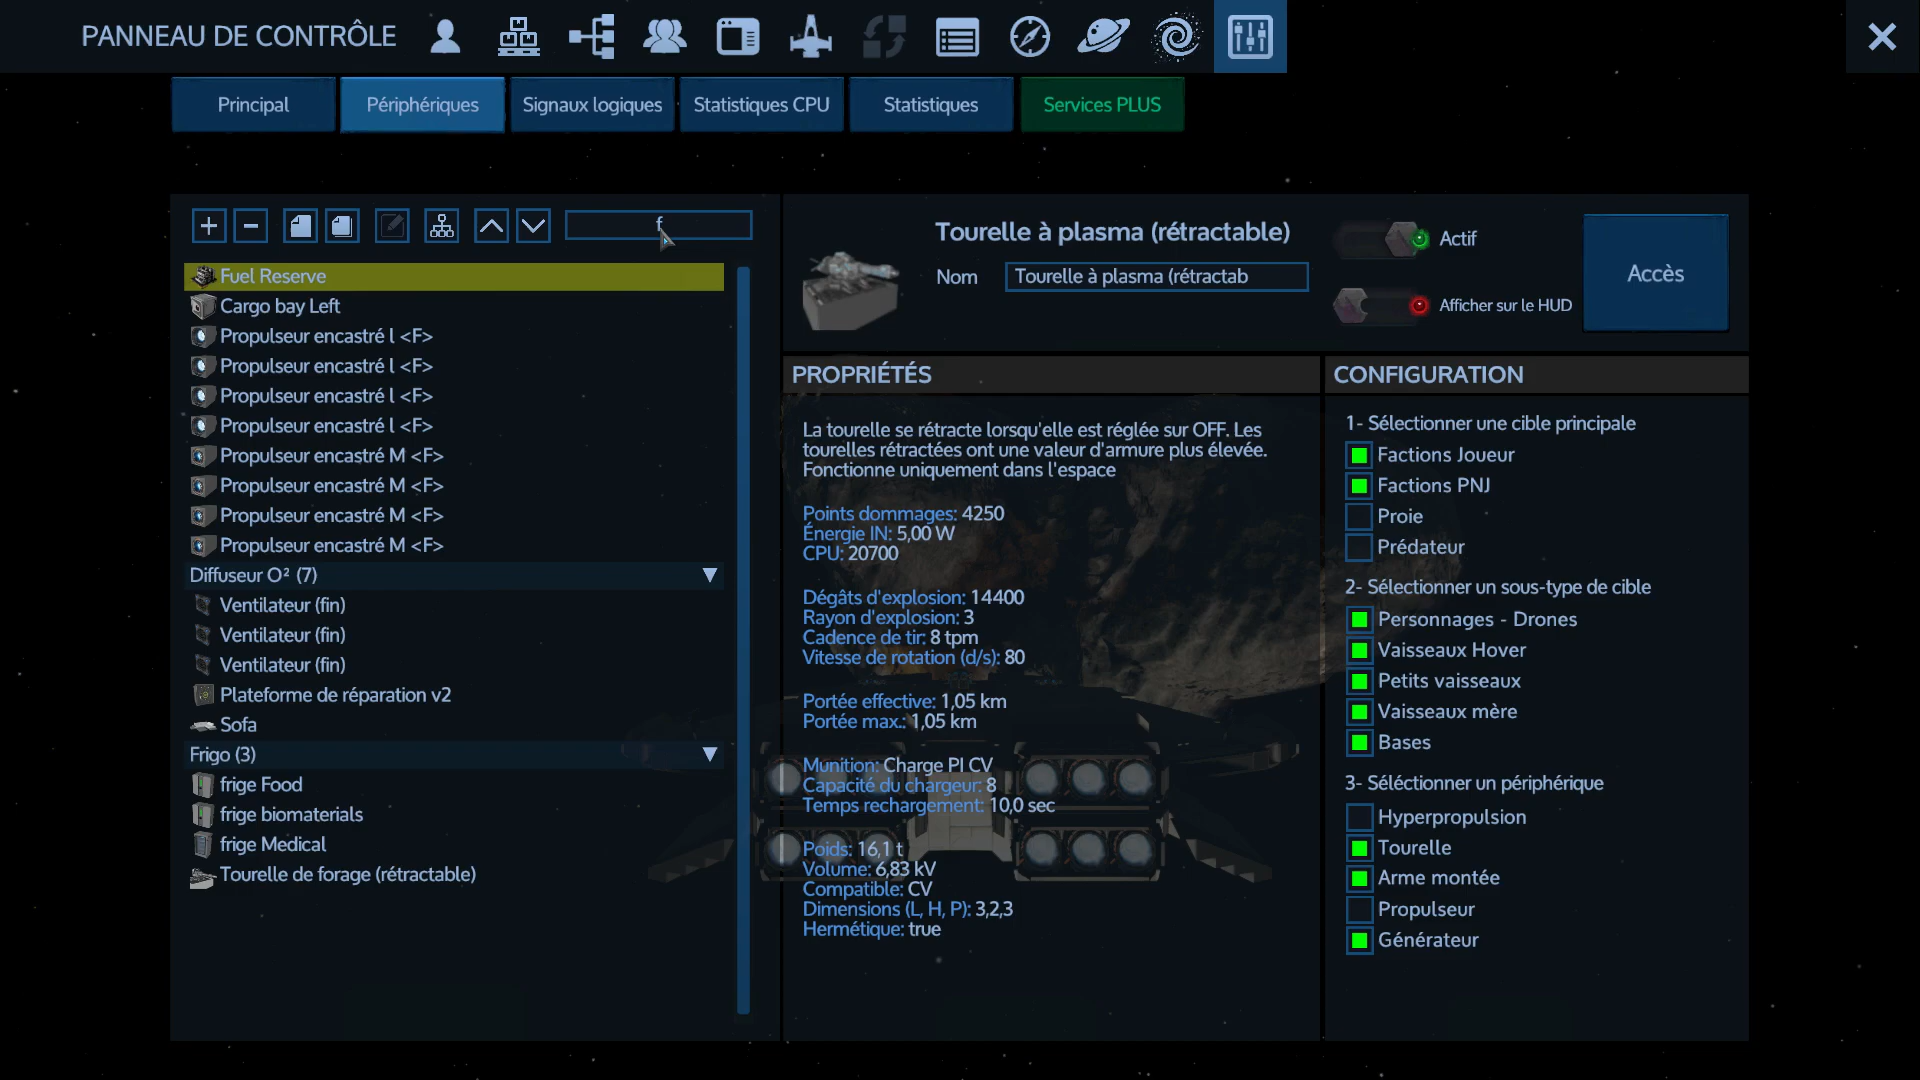 PANNEAU DE CONTRÔLE
Principal
Périphériques
Signaux logiques
Statistiques CPU
Statistiques
Services PLUS
f
Fuel Reserve
Cargo bay Left
Propulseur encastré l <F>
Propulseur encastré l <F>
Propulseur encastré l <F>
Propulseur encastré l <F>
Propulseur encastré M <F>
Propulseur encastré M <F>
Propulseur encastré M <F>
Propulseur encastré M <F>
Diffuseur O² (7)
Ventilateur (fin)
Ventilateur (fin)
Ventilateur (fin)
Plateforme de réparation v2
Sofa
Frigo (3)
frige Food
frige biomaterials
frige Medical
Tourelle de forage (rétractable)
Tourelle à plasma (rétractable)
Nom
Tourelle à plasma (rétractab
Actif
Afficher sur le HUD
Accès
PROPRIÉTÉS
La tourelle se rétracte lorsqu'elle est réglée sur OFF. Les
tourelles rétractées ont une valeur d'armure plus élevée.
Fonctionne uniquement dans l'espace
Points dommages: 4250
Énergie IN: 5,00 W
CPU: 20700
Dégâts d'explosion: 14400
Rayon d'explosion: 3
Cadence de tir: 8 tpm
Vitesse de rotation (d/s): 80
Portée effective: 1,05 km
Portée max.: 1,05 km
Munition: Charge Pl CV
Capacité du chargeur: 8
Temps rechargement: 10,0 sec
Poids: 16,1 t
Volume: 6,83 kV
Compatible: CV
Dimensions (L, H, P): 3,2,3
Hermétique: true
CONFIGURATION
1- Sélectionner une cible principale
Factions Joueur
Factions PNJ
Proie
Prédateur
2- Sélectionner un sous-type de cible
Personnages - Drones
Vaisseaux Hover
Petits vaisseaux
Vaisseaux mère
Bases
3- Séléctionner un périphérique
Hyperpropulsion
Tourelle
Arme montée
Propulseur
Générateur